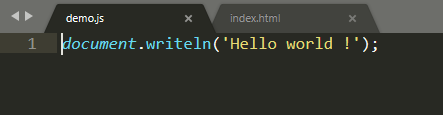 demo.js index.html
1 document.writeln('Hello world !');